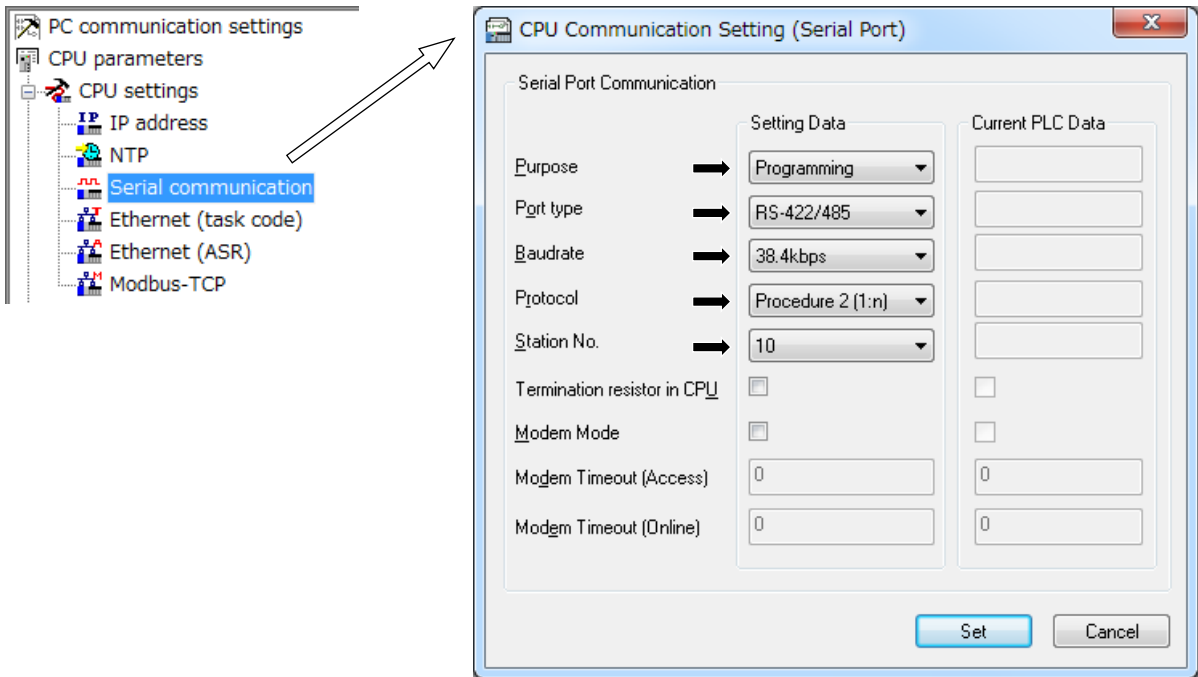 PC communication settings
CPU parameters
CPU settings
IP address
NTP
Serial communication
Ethernet (task code)
Ethernet (ASR)
Modbus-TCP
CPU Communication Setting (Serial Port)
Serial Port Communication
Setting Data Current PLC Data
Purpose Programming
Port type RS-422/485
Baudrate 38.4kbps
Protocol Procedure 2 (1:n)
Station No. 10
Termination resistor in CPU
Modem Mode
Modem Timeout (Access) 0 0
Modem Timeout (Online) 0 0
Set Cancel